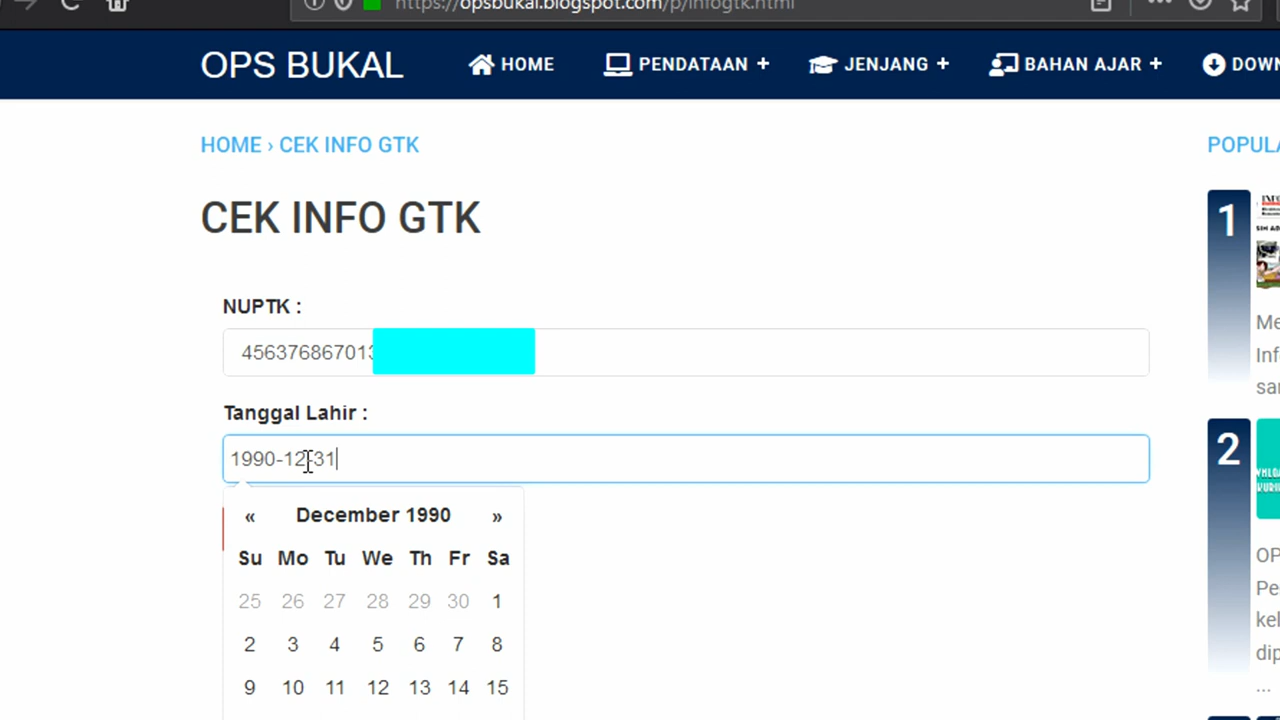 https://opsbukal.blogspot.com/p/infogtk.html
OPS BUKAL
HOME
PENDATAAN +
JENJANG +
BAHAN AJAR +
HOME › CEK INFO GTK
CEK INFO GTK
NUPTK :
456376867013
Tanggal Lahir :
1990-12-31
« December 1990 »
Su Mo Tu We Th Fr Sa
25 26 27 28 29 30 1
2 3 4 5 6 7 8
9 10 11 12 13 14 15
1
2
...